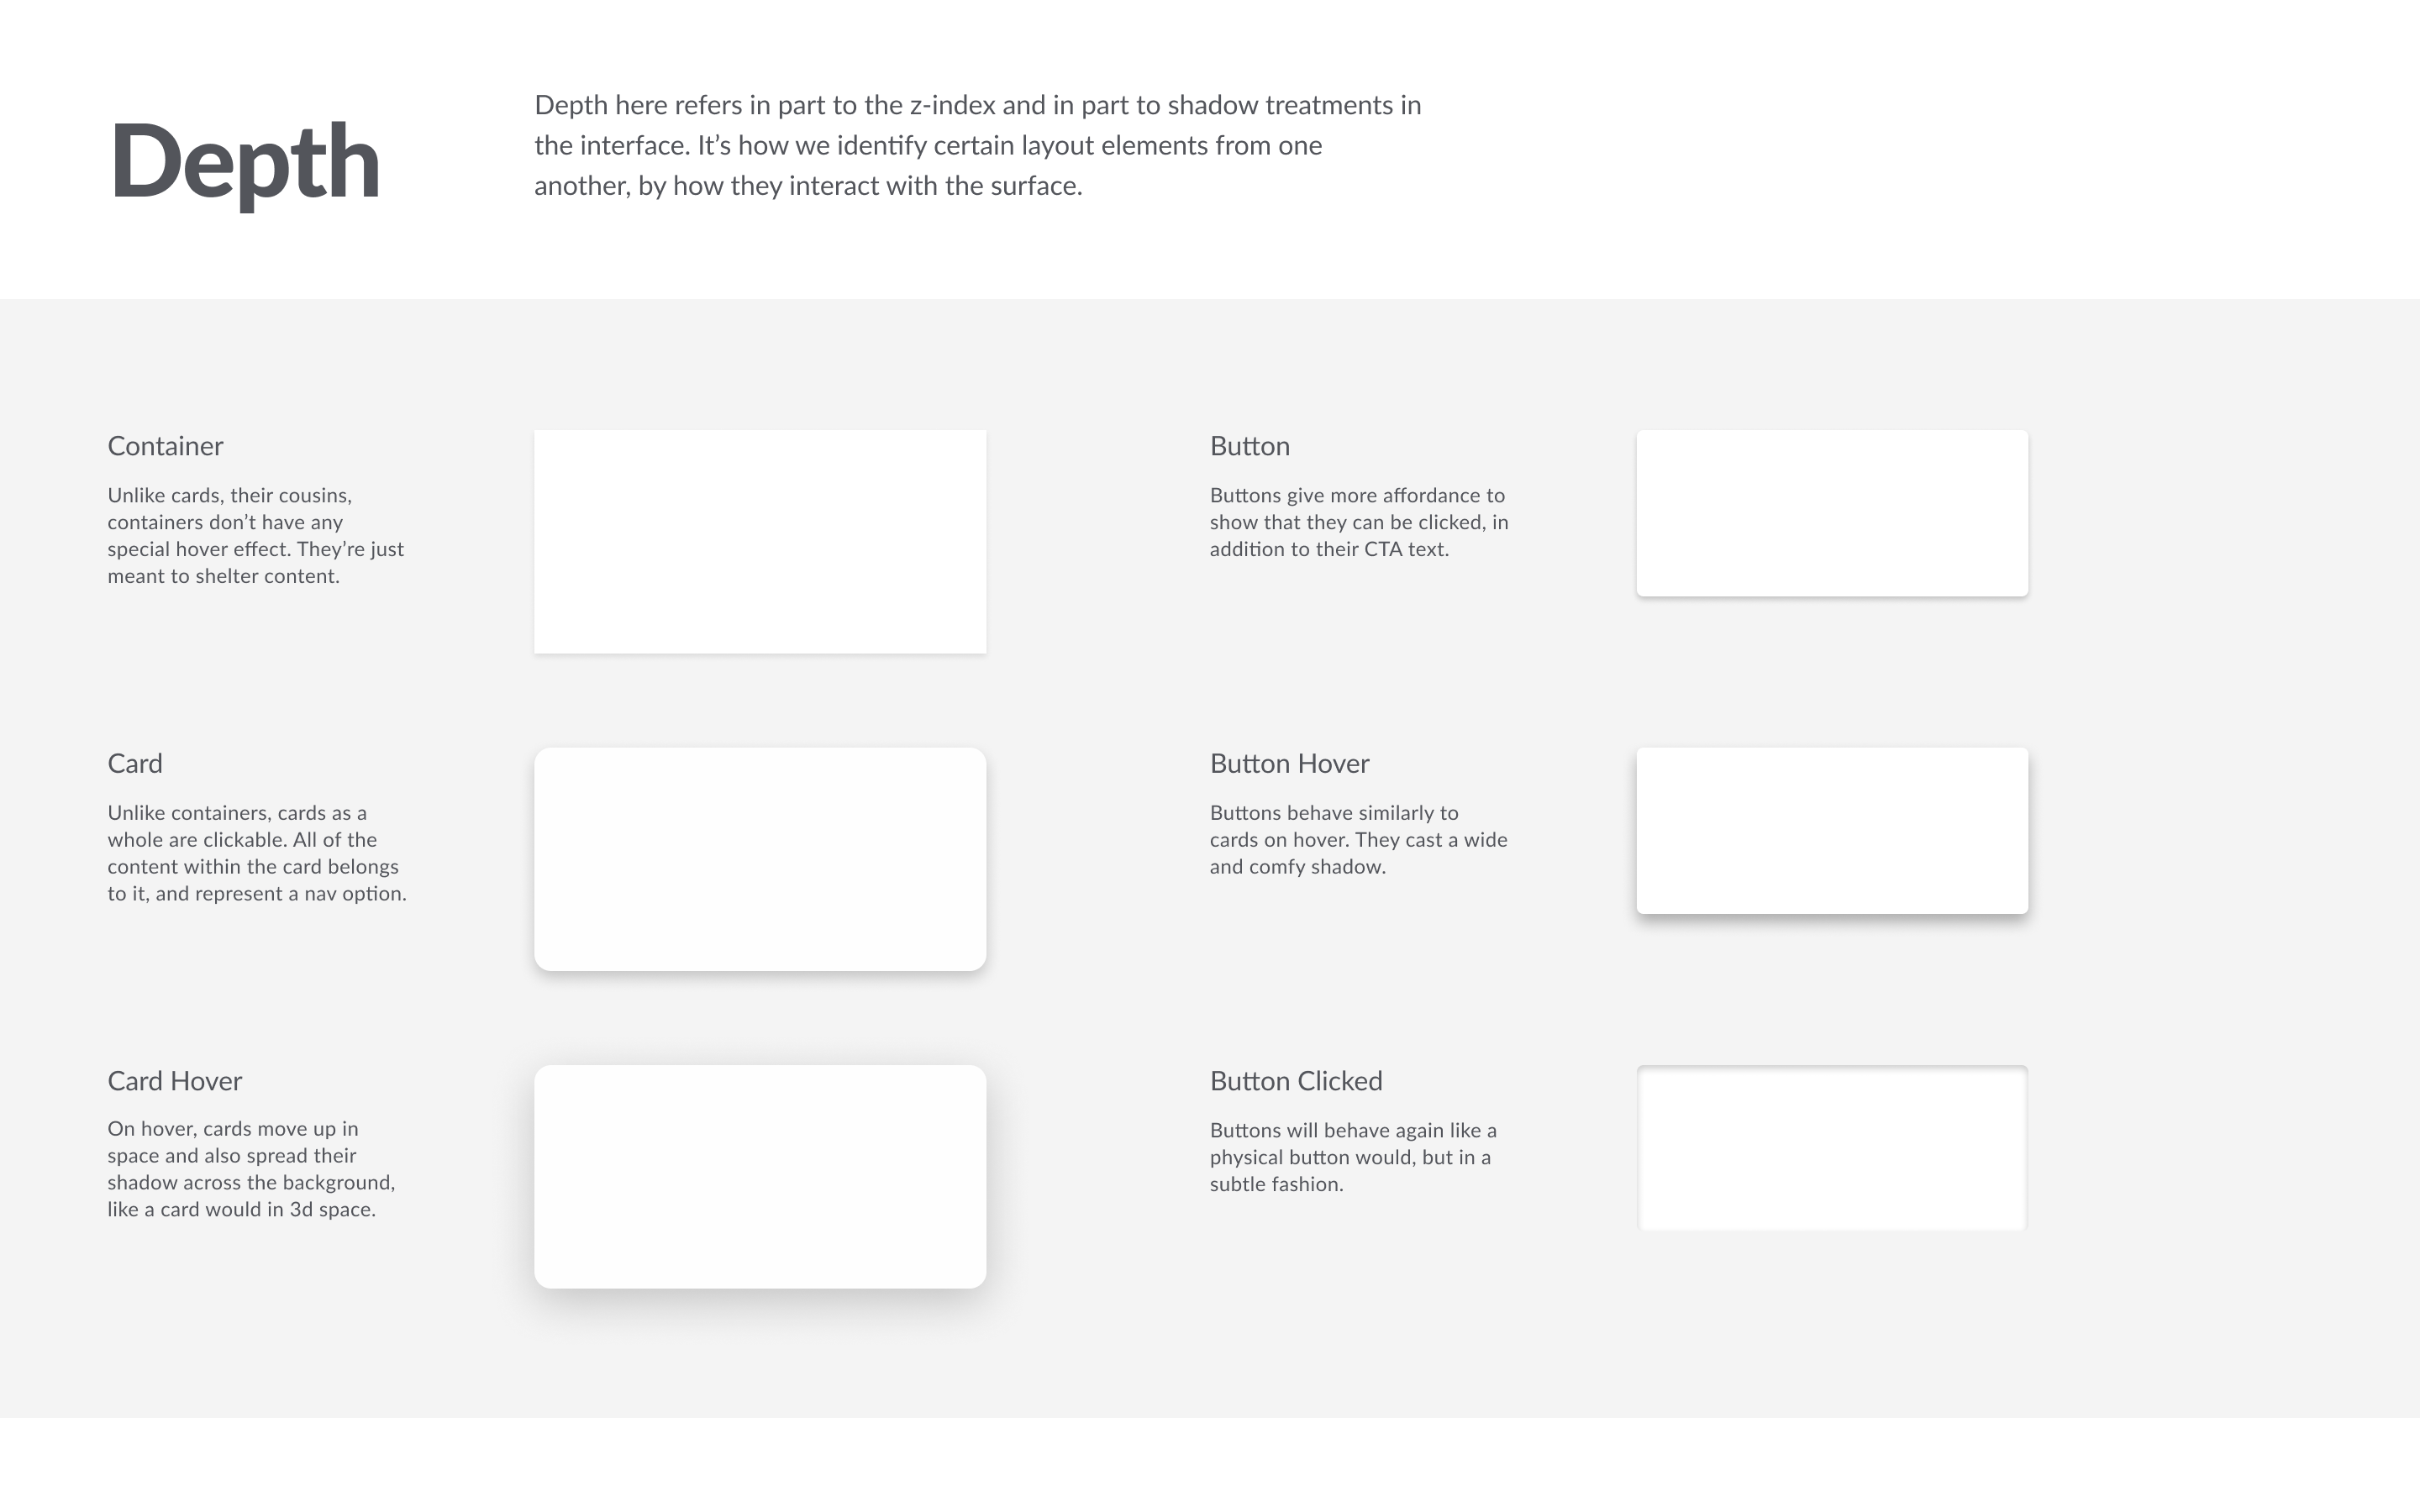 Depth
Depth here refers in part to the z-index and in part to shadow treatments in
the interface. It’s how we identify certain layout elements from one
another, by how they interact with the surface.
Container
Unlike cards, their cousins,
containers don’t have any
special hover effect. They’re just
meant to shelter content.
Card
Unlike containers, cards as a
whole are clickable. All of the
content within the card belongs
to it, and represent a nav option.
Card Hover
On hover, cards move up in
space and also spread their
shadow across the background,
like a card would in 3d space.
Button
Buttons give more affordance to
show that they can be clicked, in
addition to their CTA text.
Button Hover
Buttons behave similarly to
cards on hover. They cast a wide
and comfy shadow.
Button Clicked
Buttons will behave again like a
physical button would, but in a
subtle fashion.